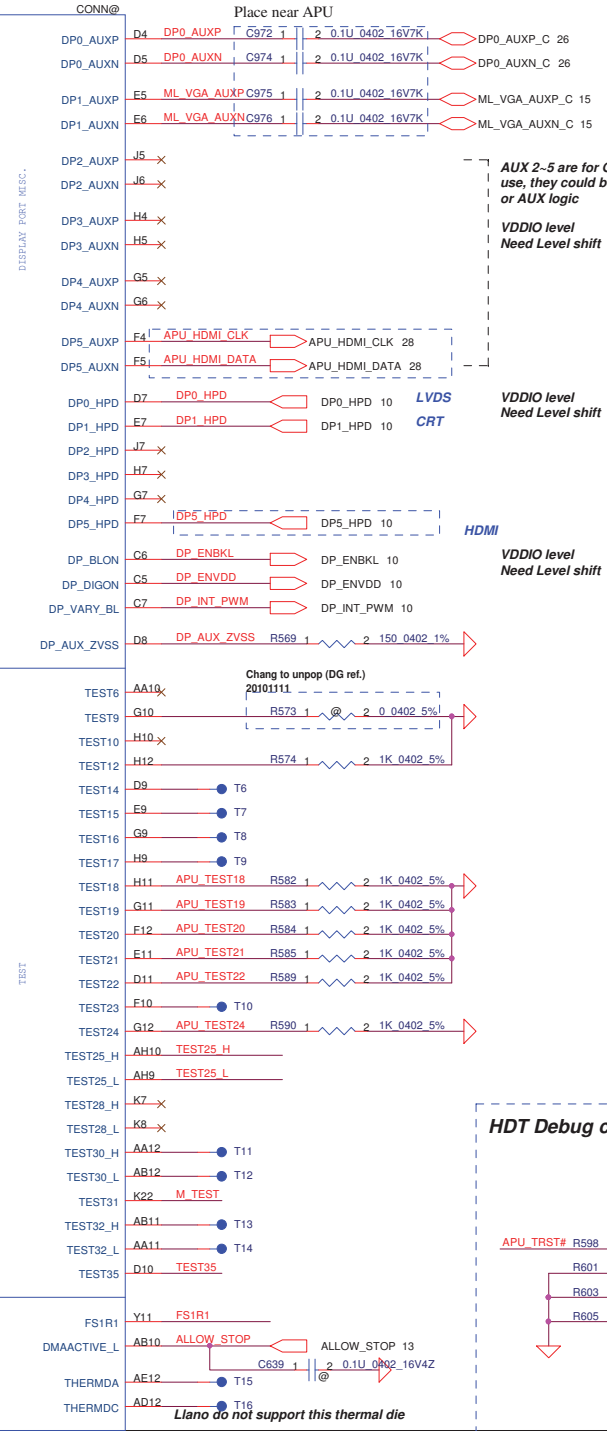 CONN@ Place near APU
DP0_AUXP D4 DP0_AUXP C972 1 2 0.1U_0402_16V7K DP0_AUXP_C 26
DP0_AUXN D5 DP0_AUXN C974 1 2 0.1U_0402_16V7K DP0_AUXN_C 26
DP1_AUXP E5 ML_VGA_AUXP C975 1 2 0.1U_0402_16V7K ML_VGA_AUXP_C 15
DP1_AUXN E6 ML_VGA_AUXN C976 1 2 0.1U_0402_16V7K ML_VGA_AUXN_C 15
DP2_AUXP J5
DP2_AUXN J6
AUX 2~5 are for
use, they could
or AUX logic
DISPLAY PORT MISC.
DP3_AUXP H4
DP3_AUXN H5
VDDIO level
Need Level shift
DP4_AUXP G5
DP4_AUXN G6
DP5_AUXP F4 APU_HDMI_CLK APU_HDMI_CLK 28
DP5_AUXN F5 APU_HDMI_DATA APU_HDMI_DATA 28
DP0_HPD D7 DP0_HPD DP0_HPD 10 LVDS
DP1_HPD E7 DP1_HPD DP1_HPD 10 CRT
VDDIO level
Need Level shift
DP2_HPD J7
DP3_HPD H7
DP4_HPD G7
DP5_HPD F7 DP5_HPD DP5_HPD 10 HDMI
DP_BLON C6 DP_ENBKL DP_ENBKL 10
DP_DIGON C5 DP_ENVDD DP_ENVDD 10
DP_VARY_BL C7 DP_INT_PWM DP_INT_PWM 10
VDDIO level
Need Level shift
DP_AUX_ZVSS D8 DP_AUX_ZVSS R569 1 2 150_0402_1%
Chang to unpop (DG ref.)
20101111
TEST6 AA10
TEST9 G10 R573 1 @ 2 0_0402_5%
TEST10 H10
TEST12 H12 R574 1 2 1K_0402_5%
TEST14 D9 T6
TEST15 E9 T7
TEST16 G9 T8
TEST17 H9 T9
TEST18 H11 APU_TEST18 R582 1 2 1K_0402_5%
TEST19 G11 APU_TEST19 R583 1 2 1K_0402_5%
TEST20 F12 APU_TEST20 R584 1 2 1K_0402_5%
TEST21 E11 APU_TEST21 R585 1 2 1K_0402_5%
TEST22 D11 APU_TEST22 R589 1 2 1K_0402_5%
TEST
TEST23 F10 T10
TEST24 G12 APU_TEST24 R590 1 2 1K_0402_5%
TEST25_H AH10 TEST25_H
TEST25_L AH9 TEST25_L
TEST28_H K7
TEST28_L K8
HDT Debug
TEST30_H AA12 T11
TEST30_L AB12 T12
TEST31 K22 M_TEST
TEST32_H AB11 T13
TEST32_L AA11 T14
TEST35 D10 TEST35
APU_TRST# R598
R601
R603
R605
FS1R1 Y11 FS1R1
DMAACTIVE_L AB10 ALLOW_STOP ALLOW_STOP 13
C639 1 2 0.1U_0402_16V4Z
@
THERMDA AE12 T15
THERMDC AD12 T16
Llano do not support this thermal die